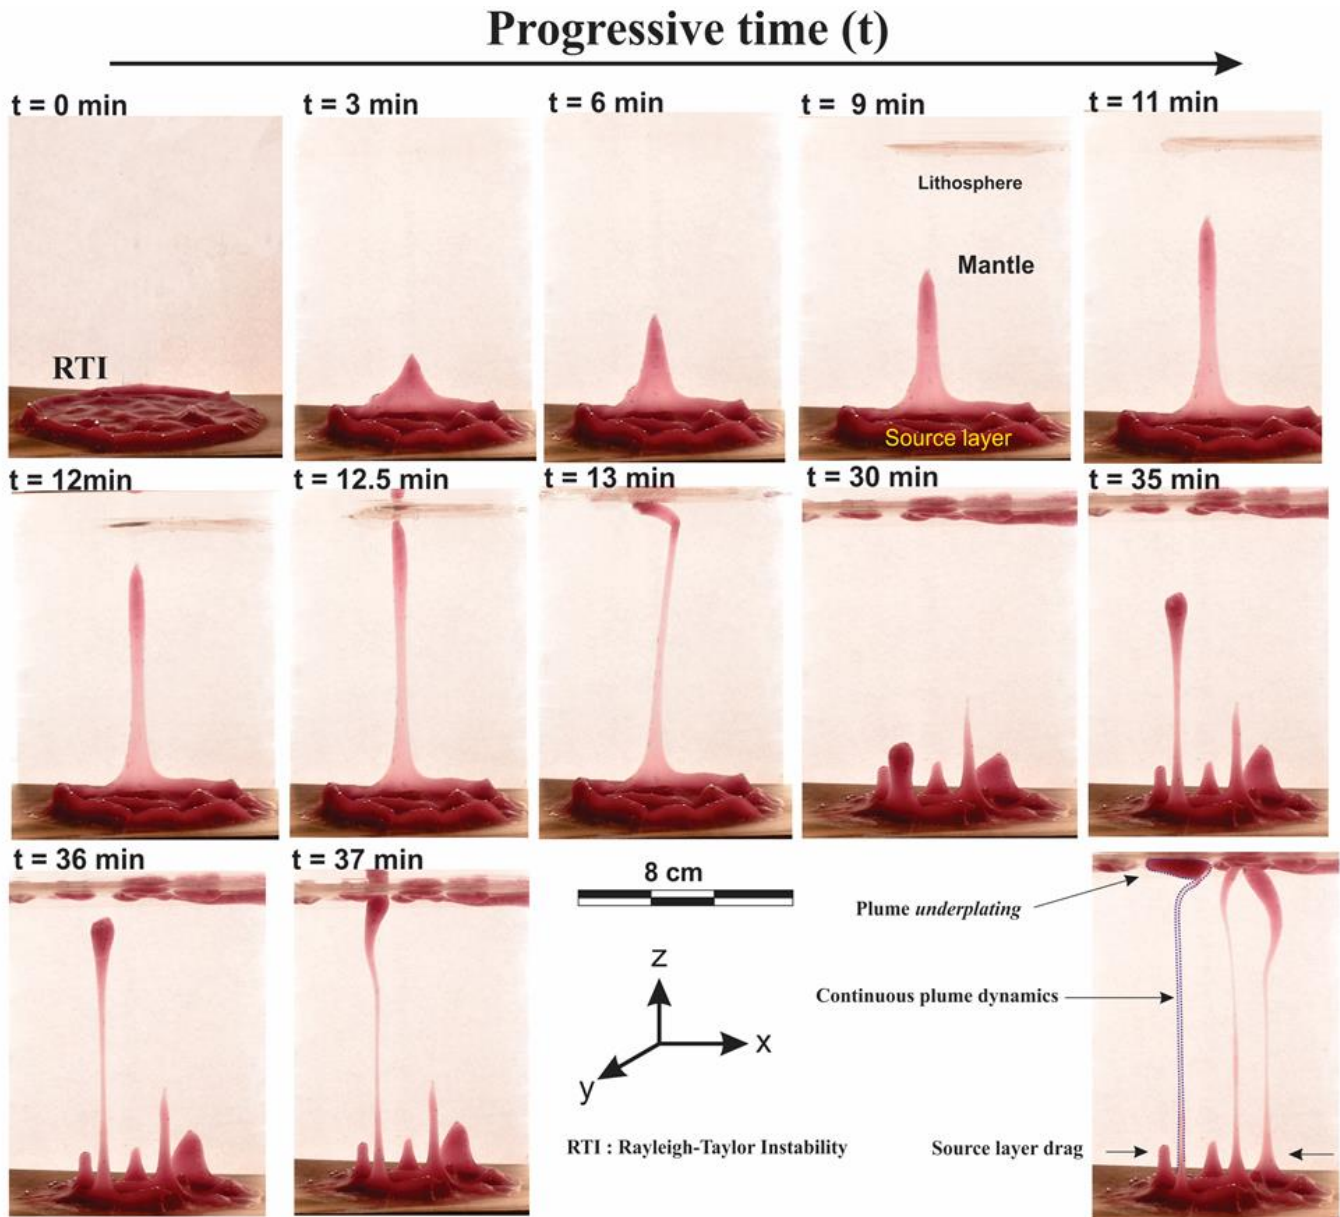 Progressive time (t)
t = 0 min
t = 3 min
t = 6 min
t = 9 min
t = 11 min
RTI
Lithosphere
Mantle
Source layer
t = 12min
t = 12.5 min
t = 13 min
t = 30 min
t = 35 min
t = 36 min
t = 37 min
8 cm
z
x
y
RTI : Rayleigh-Taylor Instability
Plume underplating
Continuous plume dynamics
Source layer drag